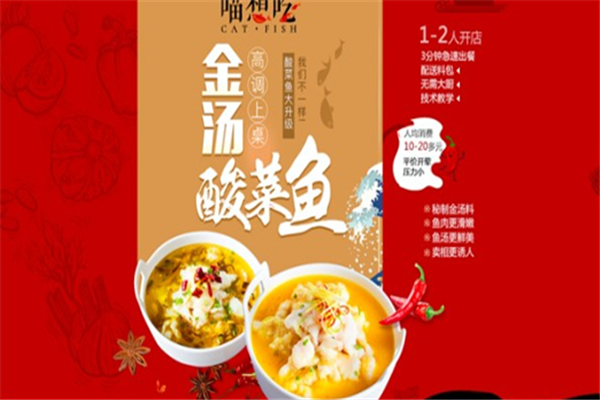 喵想吃
CAT·FISH
金汤
高调上桌
酸菜鱼大升级
我们不一样
酸菜鱼
1-2人开店
3分钟急速出餐
配送料包
无需大厨
技术教学
人均消费
10-20多元
平价开荤
压力小
秘制金汤料
鱼肉更滑嫩
鱼汤更鲜美
卖相更诱人